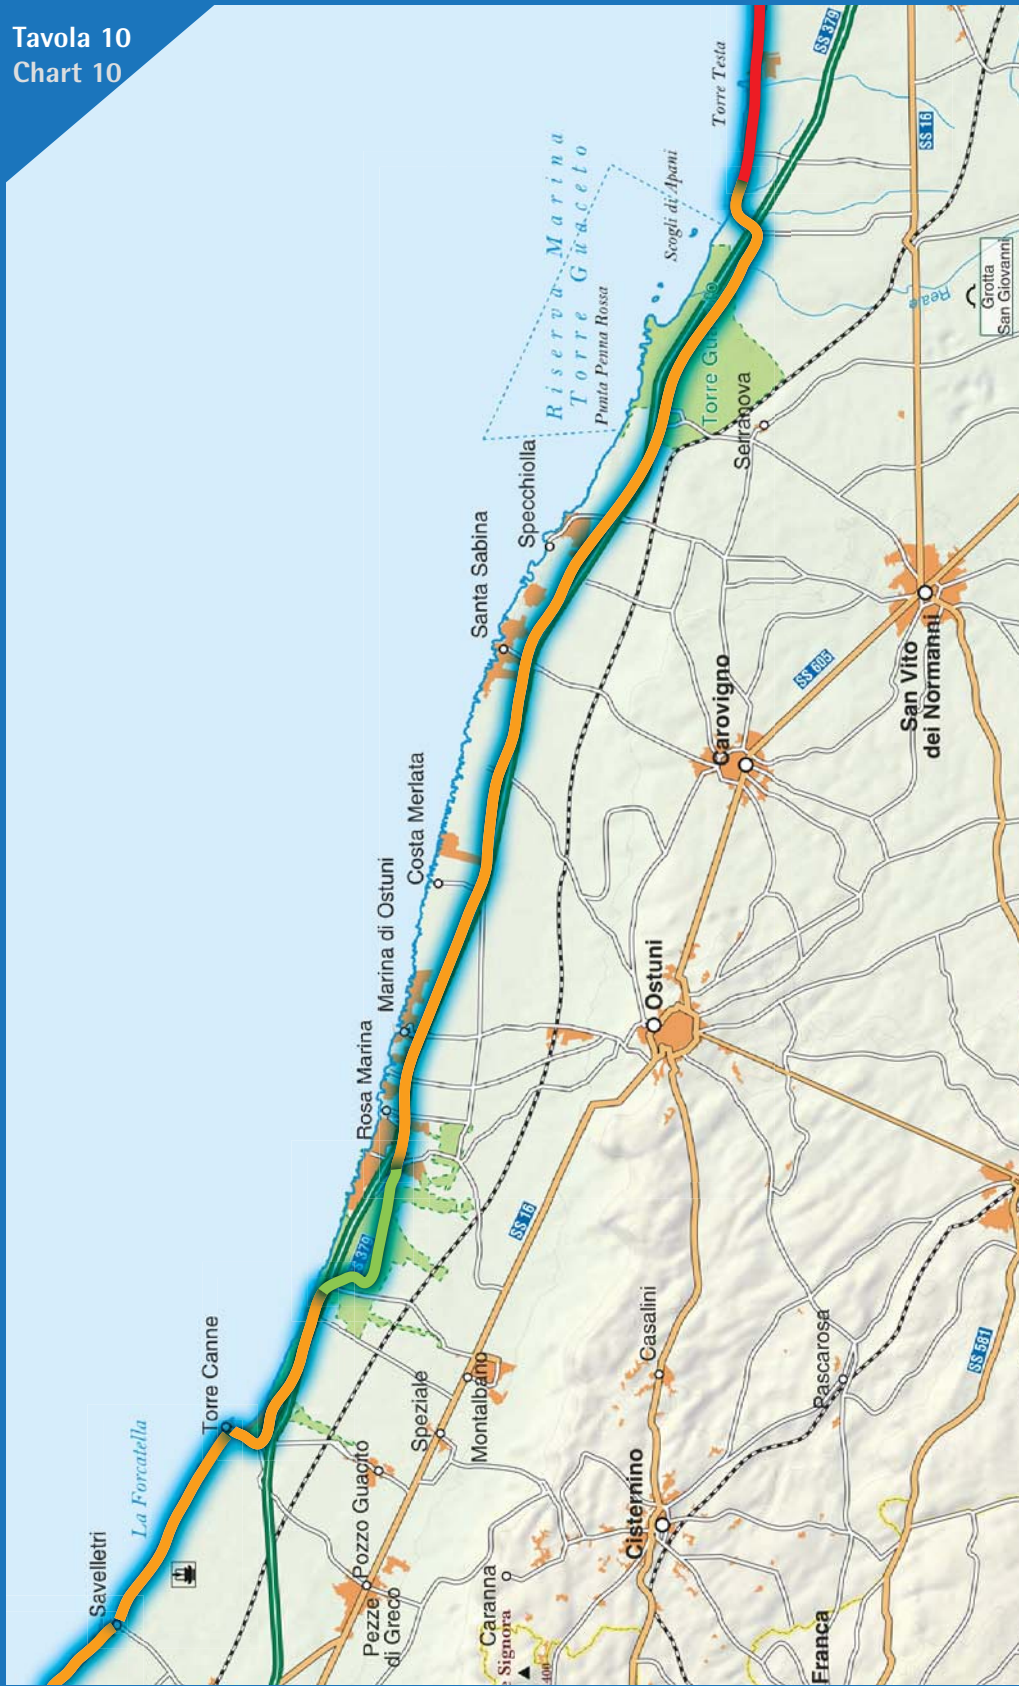 Tavola 10
Chart 10
Torre Testa
SS 379
SS 16
Riserva Marina
Torre Guaceto
Scogli di Apani
Punta Penna Rossa
Reale
Grotta
San Giovanni
Serranova
Specchiolla
Santa Sabina
San Vito
dei Normanni
SS 605
Carovigno
Costa Merlata
Marina di Ostuni
Ostuni
Rosa Marina
SS 16
S 379
Torre Canne
Casalini
Pascarosa
SS 581
Speziale
Montalbano
La Forcatella
Pozzo Guacito
Cisternino
Savelletri
Pezze
di Greco
Caranna
Signora
400
Franca